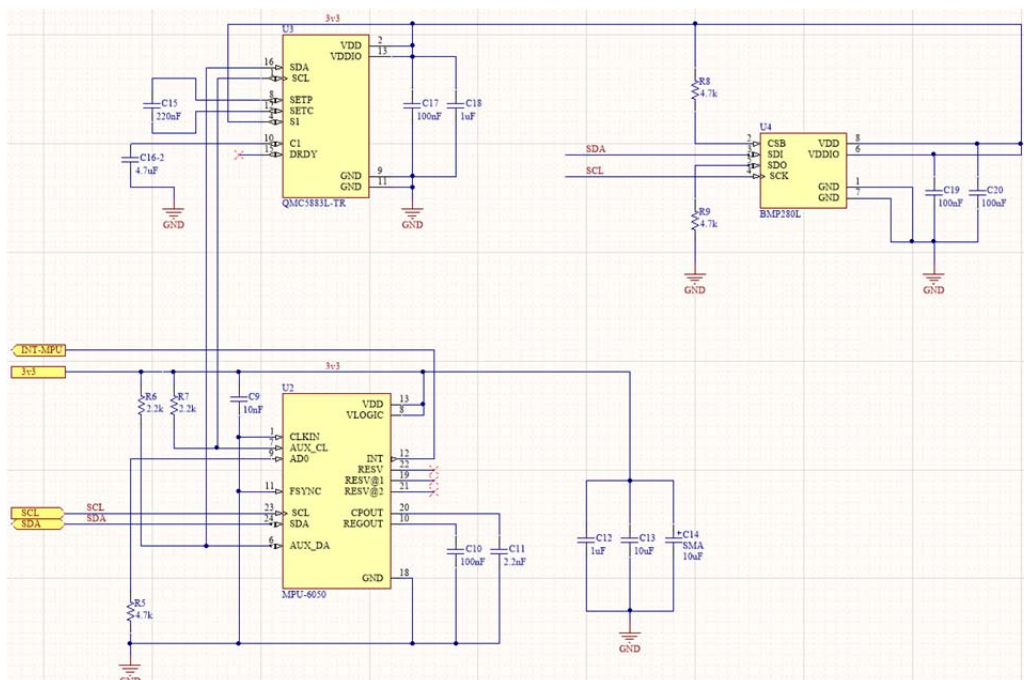 3v3
U3
VDD
2
VDDIO
13
16
SDA
SCL
8
SETP
SETC
4
S1
10
C1
15
DRDY
GND
9
GND
11
QMC5883L-TR
C15
220nF
C16-2
4.7uF
GND
C17
100nF
C18
1uF
GND
R8
4.7k
U4
2
CSB
SDI
SDO
4
SCK
VDD
8
VDDIO
6
GND
1
GND
7
BMP280L
SDA
SCL
R9
4.7k
GND
C19
100nF
C20
100nF
GND
INT-MPU
3v3
3v3
R6
2.2k
R7
2.2k
C9
10nF
U2
VDD
13
VLOGIC
8
1
CLKIN
7
AUX_CL
9
AD0
INT
12
RESV
22
RESV@1
19
RESV@2
21
11
FSYNC
SCL
SCL
23
SCL
SDA
SDA
24
SDA
CPOUT
20
REGOUT
10
6
AUX_DA
GND
18
MPU-6050
C10
100nF
C11
2.2nF
R5
4.7k
GND
C12
1uF
C13
10uF
+
C14
SMA
10uF
GND